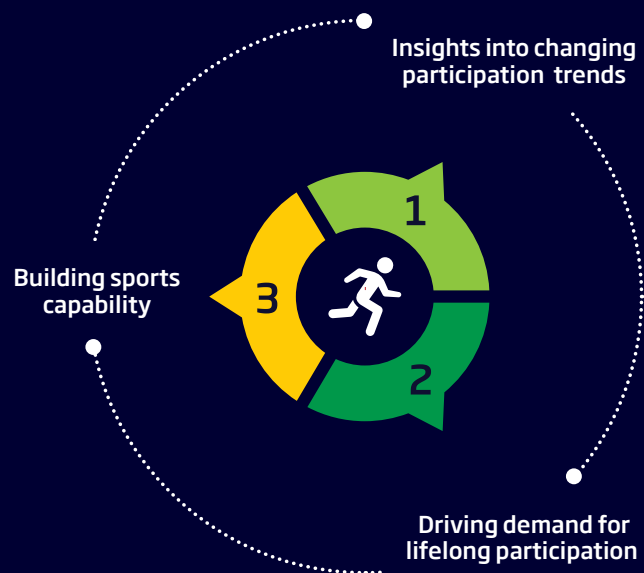 Insights into changing
participation trends
1
Building sports
capability
3
2
Driving demand for
lifelong participation